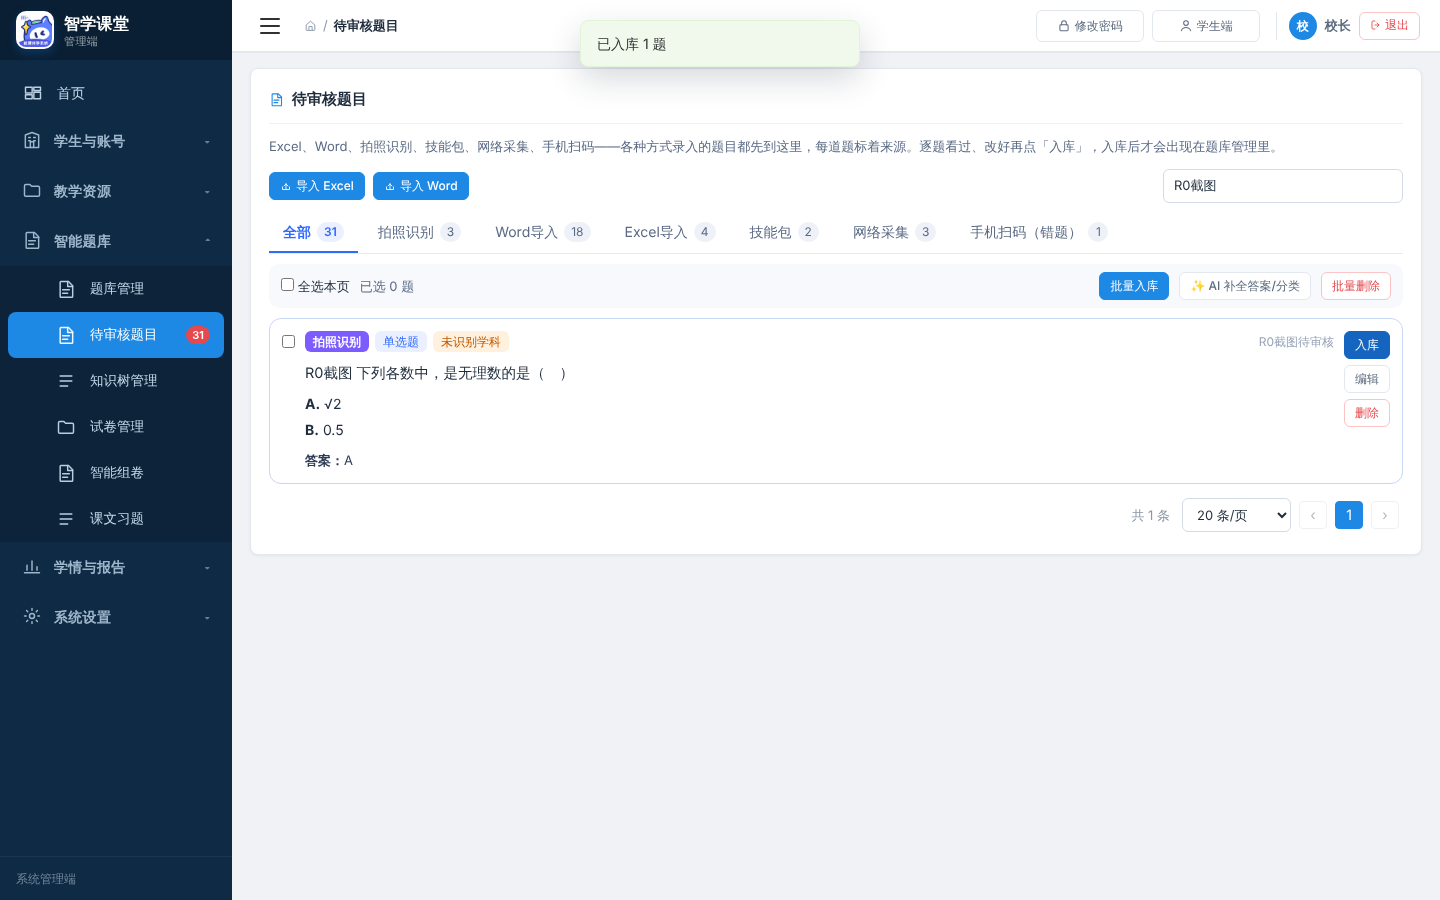 智学课堂
管理端
首页
学生与账号
教学资源
智能题库
题库管理
待审核题目 31
知识树管理
试卷管理
智能组卷
课文习题
学情与报告
系统设置
系统管理端
/ 待审核题目
已入库 1 题
修改密码
学生端
校 校长
退出
待审核题目
Excel、Word、拍照识别、技能包、网络采集、手机扫码——各种方式录入的题目都先到这里，每道题标着来源。逐题看过、改好再点「入库」，入库后才会出现在题库管理里。
导入 Excel 导入 Word R0截图
全部 31 拍照识别 3 Word导入 18 Excel导入 4 技能包 2 网络采集 3 手机扫码（错题） 1
全选本页 已选 0 题 批量入库 ✨ AI 补全答案/分类 批量删除
拍照识别 单选题 未识别学科 R0截图待审核 入库
R0截图 下列各数中，是无理数的是（ ） 编辑
A. √2 删除
B. 0.5
答案：A
共 1 条 20 条/页 ‹ 1 ›